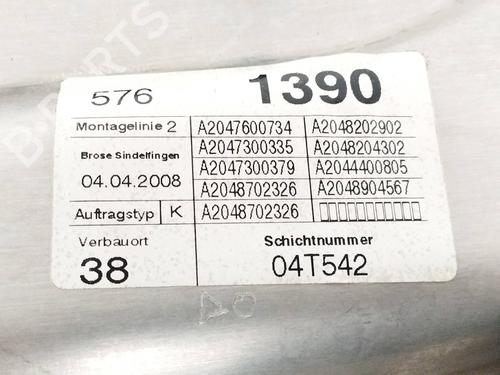 576 1390
Montagelinie 2 A2047600734 A2048202902
A2047300335 A2048204302
Brose Sindelfingen
A2047300379 A2044400805
04.04.2008 A2048702326 A2048904567
Auftragstyp K A2048702326
Verbauort Schichtnummer
38 04T542
B-PARTS